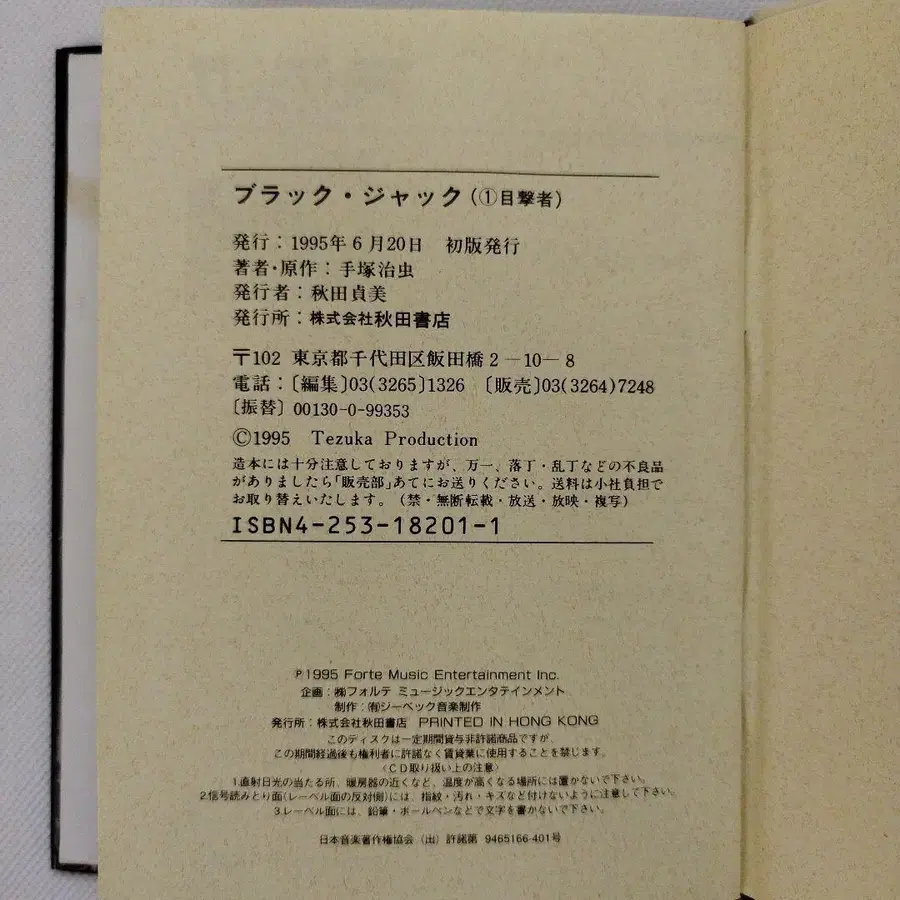 ブラック・ジャック(①目撃者)
発行：1995年6月20日　初版発行
著者・原作：手塚治虫
発行者：秋田貞美
発行所：株式会社秋田書店
〒102 東京都千代田区飯田橋2－10－8
電話：〔編集〕03(3265)1326 〔販売〕03(3264)7248
〔振替〕00130-0-99353
©1995 Tezuka Production
造本には十分注意しておりますが、万一、落丁・乱丁などの不良品
がありましたら「販売部」あてにお送りください。送料は小社負担で
お取り替えいたします。（禁・無断転載・放送・放映・複写）
ISBN4-253-18201-1
℗1995 Forte Music Entertainment Inc.
企画：㈱フォルテ ミュージックエンタテインメント
制作：㈲ジーベック音楽制作
発行所：株式会社秋田書店 PRINTED IN HONG KONG
このディスクは一定期間貸与非許諾商品ですが、
この期間経過後も権利者に許諾なく賃貸業に使用することを禁じます。
〈CD取り扱い上の注意〉
1.直射日光の当たる所、暖房器の近くなど、温度が高くなる場所には置かないで下さい。
2.信号読みとり面(レーベル面の反対側)には、指紋・汚れ・キズなど付けないように注意して下さい。
3.レーベル面には、鉛筆・ボールペンなどで文字を書かないで下さい。
日本音楽著作権協会（出）許諾第 9465166-401号